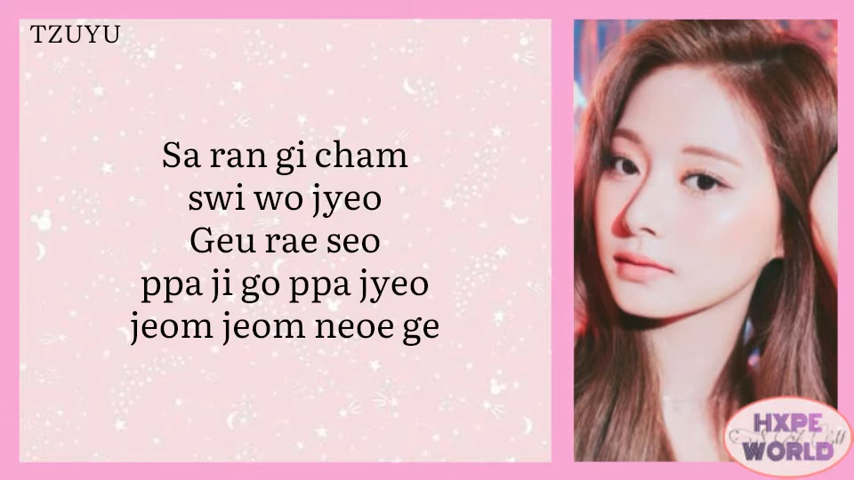 TZUYU
Sa ran gi cham
swi wo jyeo
Geu rae seo
ppa ji go ppa jyeo
jeom jeom neoe ge
HXPE
WORLD